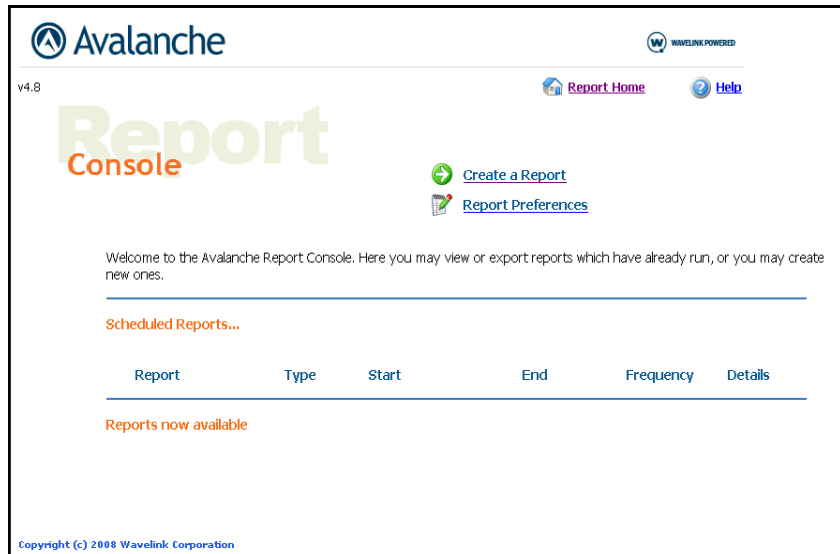 Avalanche
W WAVELINK POWERED
v4.8
Report Home
? Help
Report
Console
Create a Report
Report Preferences
Welcome to the Avalanche Report Console. Here you may view or export reports which have already run, or you may create
new ones.
Scheduled Reports...
Report Type Start End Frequency Details
Reports now available
Copyright (c) 2008 Wavelink Corporation